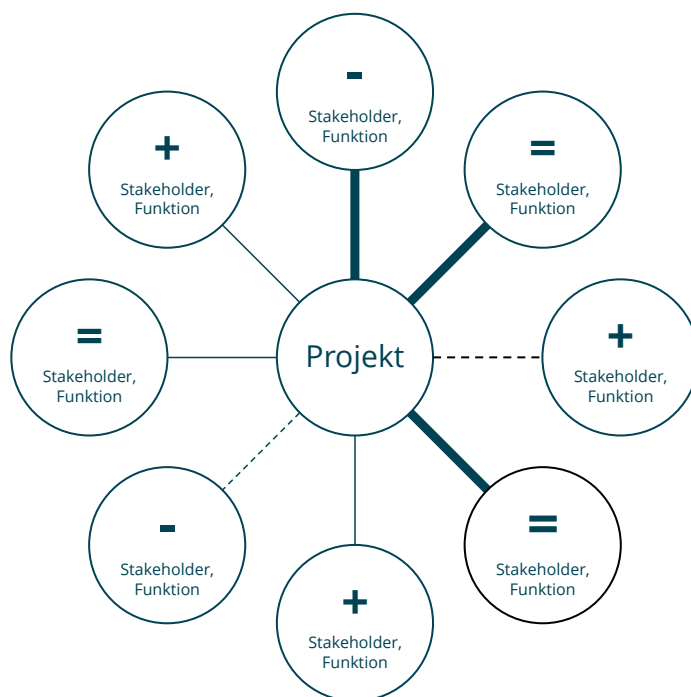 -
Stakeholder,
Funktion
+
Stakeholder,
Funktion
=
Stakeholder,
Funktion
=
Stakeholder,
Funktion
Projekt
+
Stakeholder,
Funktion
-
Stakeholder,
Funktion
=
Stakeholder,
Funktion
+
Stakeholder,
Funktion